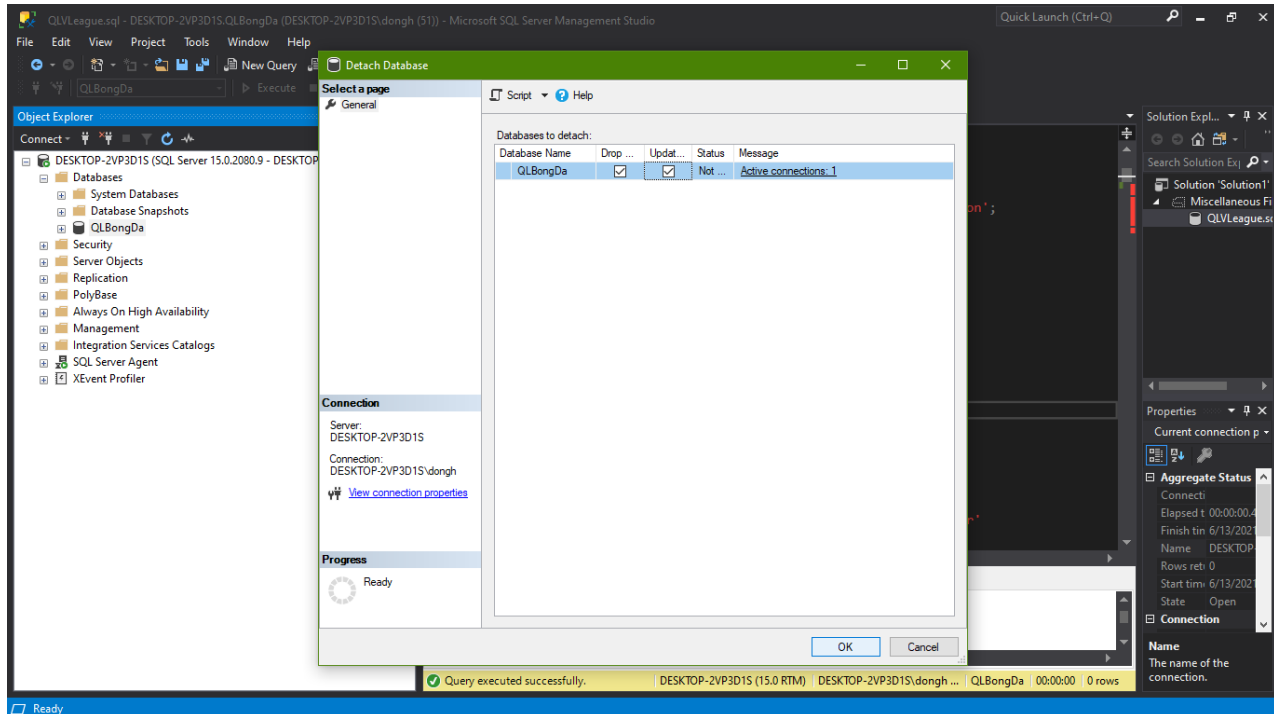 QLVLeague.sql - DESKTOP-2VP3D1S.QLBongDa (DESKTOP-2VP3D1S\dongh (51)) - Microsoft SQL Server Management Studio
Quick Launch (Ctrl+Q)
File Edit View Project Tools Window Help
New Query
QLBongDa
Execute
Object Explorer
Connect
DESKTOP-2VP3D1S (SQL Server 15.0.2080.9 - DESKTOP
Databases
System Databases
Database Snapshots
QLBongDa
Security
Server Objects
Replication
PolyBase
Always On High Availability
Management
Integration Services Catalogs
SQL Server Agent
XEvent Profiler
Detach Database
Select a page
General
Script Help
Databases to detach:
Database Name Drop ... Updat... Status Message
QLBongDa Not ... Active connections: 1
Connection
Server:
DESKTOP-2VP3D1S
Connection:
DESKTOP-2VP3D1S\dongh
View connection properties
Progress
Ready
OK Cancel
on';
r'
Query executed successfully. DESKTOP-2VP3D1S (15.0 RTM) DESKTOP-2VP3D1S\dongh ... QLBongDa 00:00:00 0 rows
Solution Expl...
Search Solution Ex
Solution 'Solution1'
Miscellaneous Fi
QLVLeague.sc
Properties
Current connection p
Aggregate Status
Connecti
Elapsed t 00:00:00.4
Finish tin 6/13/2021
Name DESKTOP-
Rows ret 0
Start tim 6/13/2021
State Open
Connection
Name
The name of the
connection.
Ready